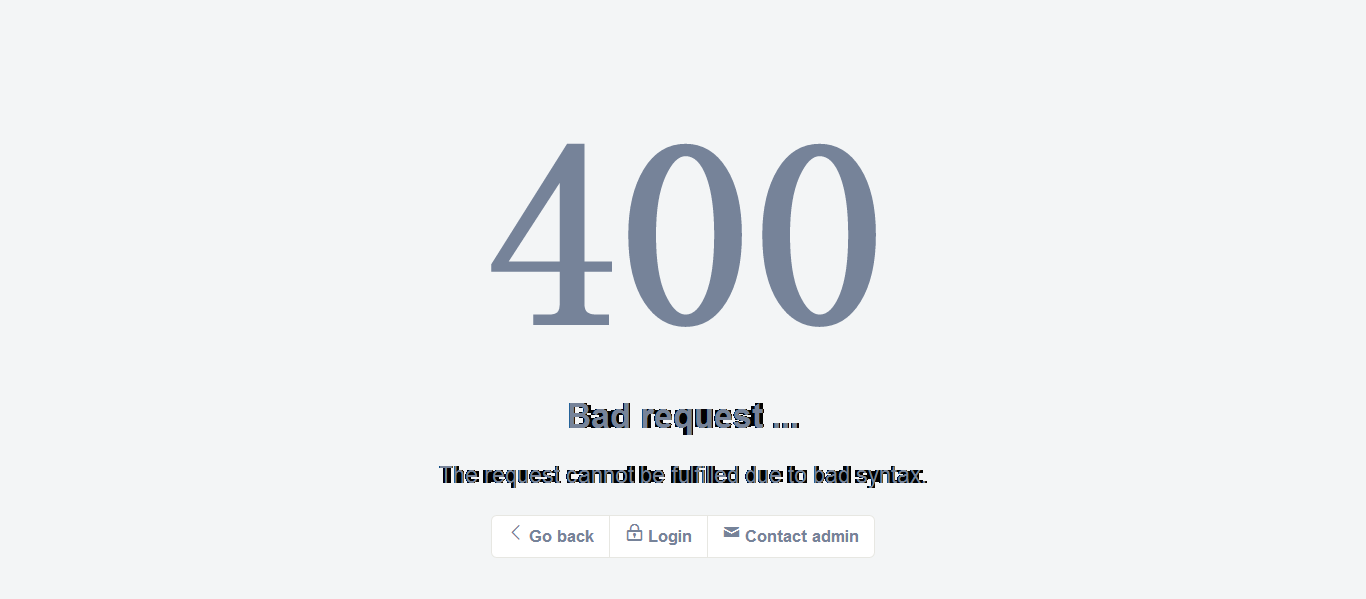 400
Bad request ...
The request cannot be fulfilled due to bad syntax.
Go back Login Contact admin